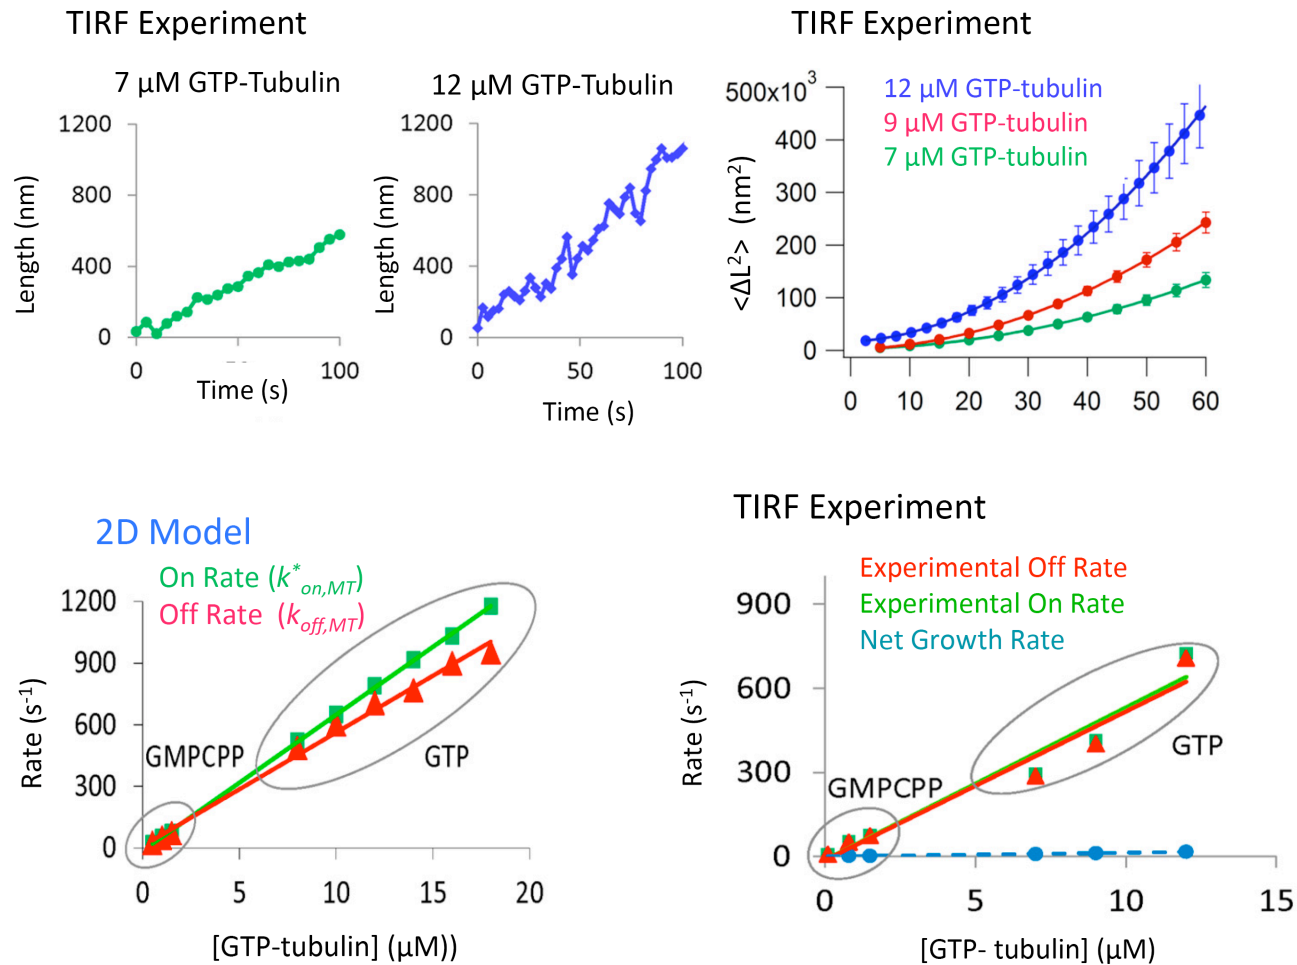 TIRF Experiment
7 µM GTP-Tubulin
12 µM GTP-Tubulin
Length (nm)
1200
800
400
0
0
100
Time (s)
Length (nm)
1200
800
400
0
0
50
100
Time (s)
TIRF Experiment
12 µM GTP-tubulin
9 µM GTP-tubulin
7 µM GTP-tubulin
<ΔL²> (nm²)
500x10³
400
300
200
100
0
0
10
20
30
40
50
60
2D Model
On Rate (k*on,MT)
Off Rate (koff,MT)
Rate (s⁻¹)
1200
900
600
300
0
GMPCPP
GTP
0
5
10
15
20
[GTP-tubulin] (µM))
TIRF Experiment
Experimental Off Rate
Experimental On Rate
Net Growth Rate
Rate (s⁻¹)
900
600
300
0
GMPCPP
GTP
0
5
10
15
[GTP- tubulin] (µM)